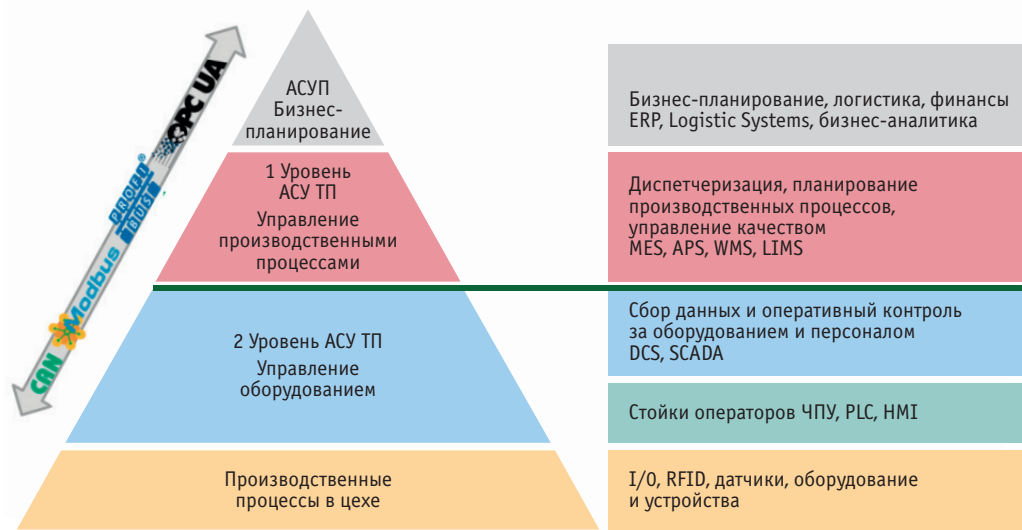 АСУП
Бизнес-
планирование
1 Уровень
АСУ ТП
Управление
производственными
процессами
2 Уровень АСУ ТП
Управление
оборудованием
Производственные
процессы в цехе
Бизнес-планирование, логистика, финансы
ERP, Logistic Systems, бизнес-аналитика
Диспетчеризация, планирование
производственных процессов,
управление качеством
MES, APS, WMS, LIMS
Сбор данных и оперативный контроль
за оборудованием и персоналом
DCS, SCADA
Стойки операторов ЧПУ, PLC, HMI
I/0, RFID, датчики, оборудование
и устройства
OPC UA
PROFI
BUS
Modbus
CAN